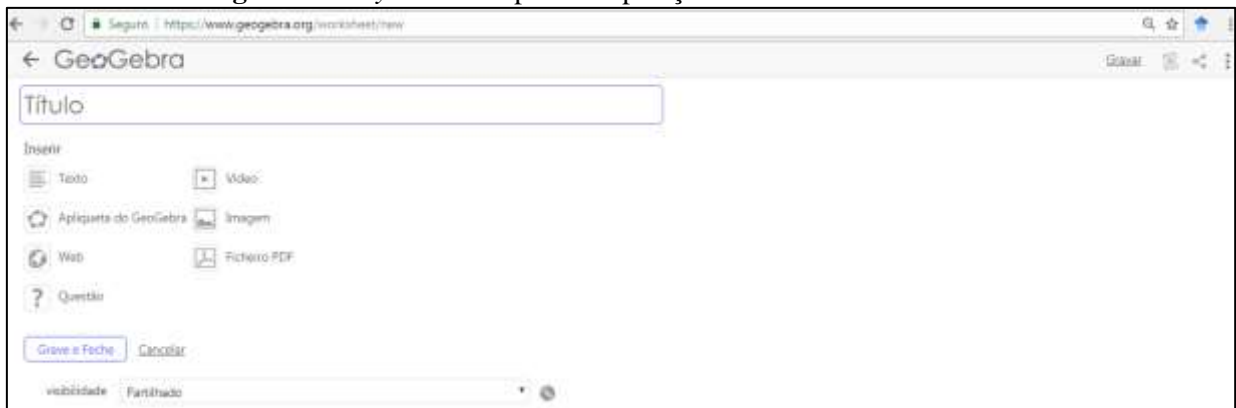 Seguro | https://www.geogebra.org/worksheet/new
GeoGebra
Gravar
Título
Inserir
Texto Vídeo
Apliqueta do GeoGebra Imagem
Web Ficheiro PDF
Questão
Grave e Feche Cancelar
visibilidade Partilhado